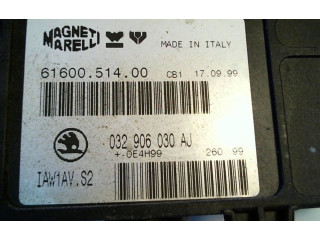 MAGNETI
MARELLI
MADE IN ITALY
61600.514.00 CB1 17.09.99
032 906 030 AJ
+.0E4H99 260 99
IAW1AV.S2